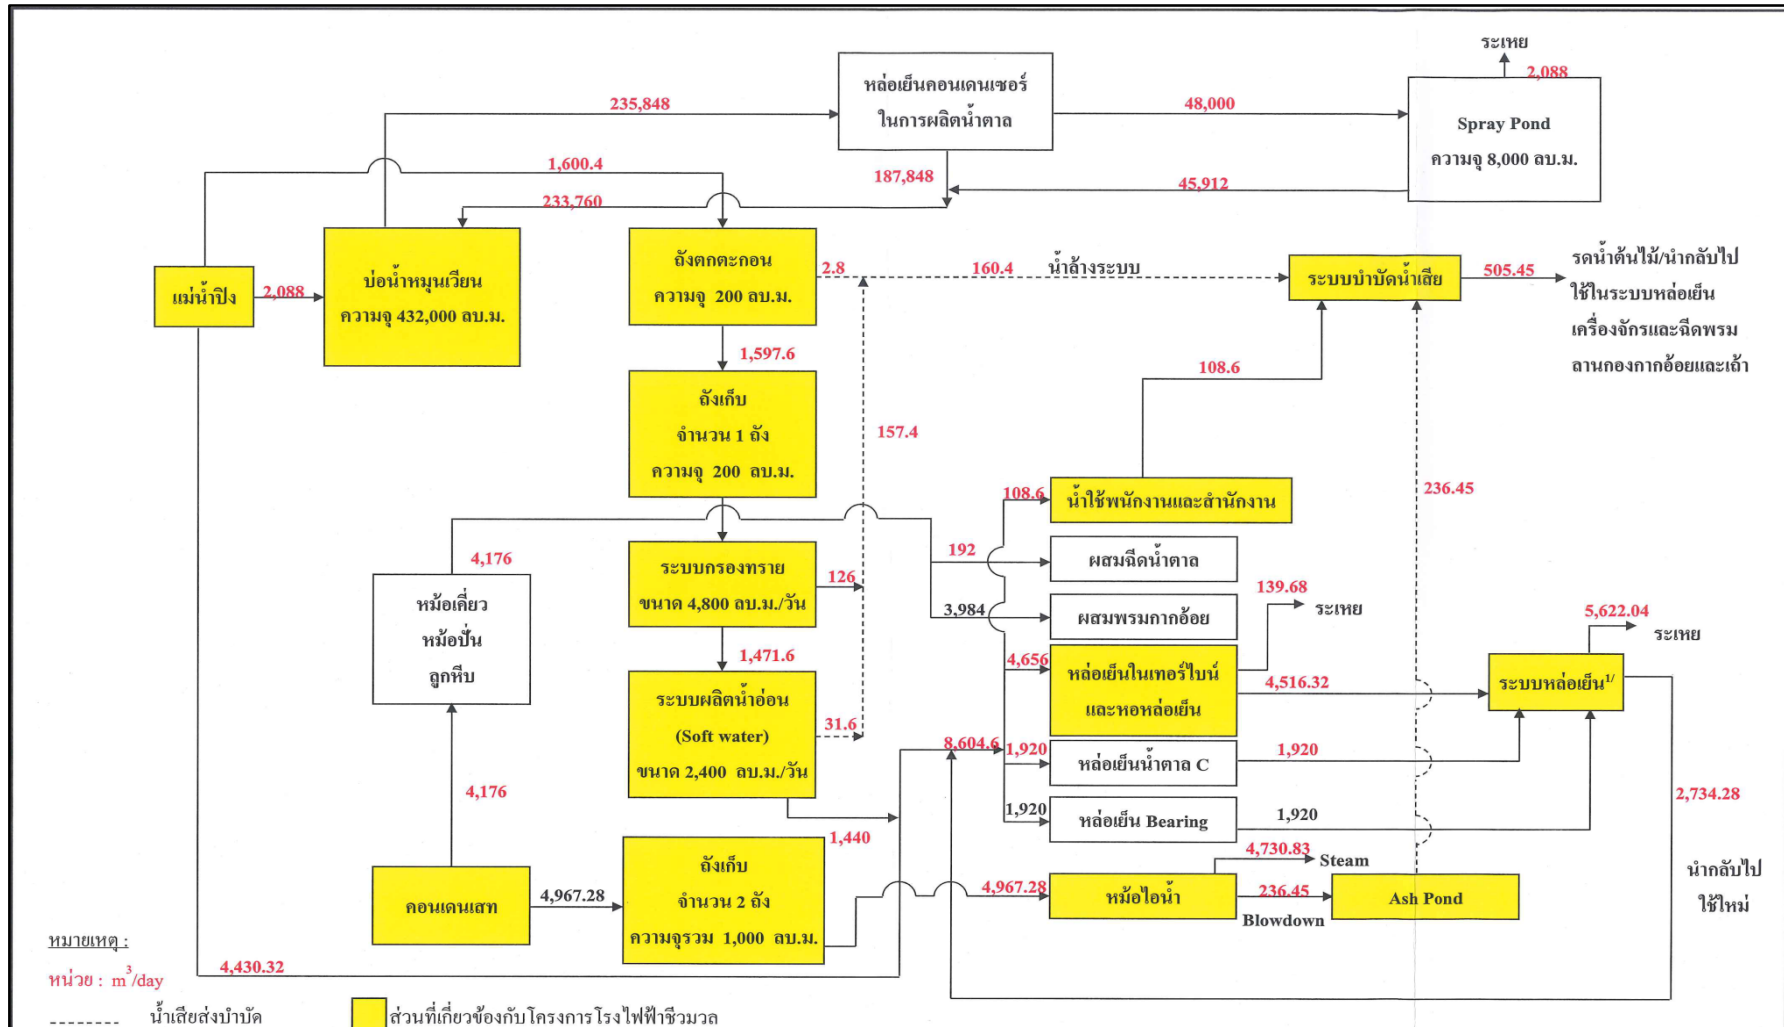 ระเหย
2,088
หล่อเย็นคอนเดนเซอร์
ในการผลิตน้ำตาล
235,848
48,000
Spray Pond
ความจุ 8,000 ลบ.ม.
1,600.4
187,848
45,912
233,760
แม่น้ำปิง
2,088
บ่อน้ำหมุนเวียน
ความจุ 432,000 ลบ.ม.
ถังตกตะกอน
ความจุ 200 ลบ.ม.
2.8
160.4
น้ำล้างระบบ
ระบบบำบัดน้ำเสีย
505.45
รดน้ำต้นไม้/นำกลับไป
ใช้ในระบบหล่อเย็น
เครื่องจักรและฉีดพรม
ลานกองกากอ้อยและเถ้า
1,597.6
108.6
ถังเก็บ
จำนวน 1 ถัง
ความจุ 200 ลบ.ม.
157.4
236.45
108.6
น้ำใช้พนักงานและสำนักงาน
4,176
192
ผสมฉีดน้ำตาล
ระบบกรองทราย
ขนาด 4,800 ลบ.ม./วัน
126
หม้อเคี่ยว
หม้อปั่น
ลูกหีบ
3,984
ผสมพรมกากอ้อย
139.68
ระเหย
5,622.04
ระเหย
1,471.6
4,656
หล่อเย็นในเทอร์ไบน์
และหอหล่อเย็น
4,516.32
ระบบหล่อเย็น1/
ระบบผลิตน้ำอ่อน
(Soft water)
ขนาด 2,400 ลบ.ม./วัน
31.6
8,604.6
1,920
หล่อเย็นน้ำตาล C
1,920
4,176
1,920
หล่อเย็น Bearing
1,920
2,734.28
1,440
4,730.83
Steam
นำกลับไป
ใช้ใหม่
คอนเดนเสท
4,967.28
ถังเก็บ
จำนวน 2 ถัง
ความจุรวม 1,000 ลบ.ม.
4,967.28
หม้อไอน้ำ
236.45
Blowdown
Ash Pond
หมายเหตุ :
4,430.32
หน่วย : m3/day
น้ำเสียส่งบำบัด
ส่วนที่เกี่ยวข้องกับโครงการโรงไฟฟ้าชีวมวล